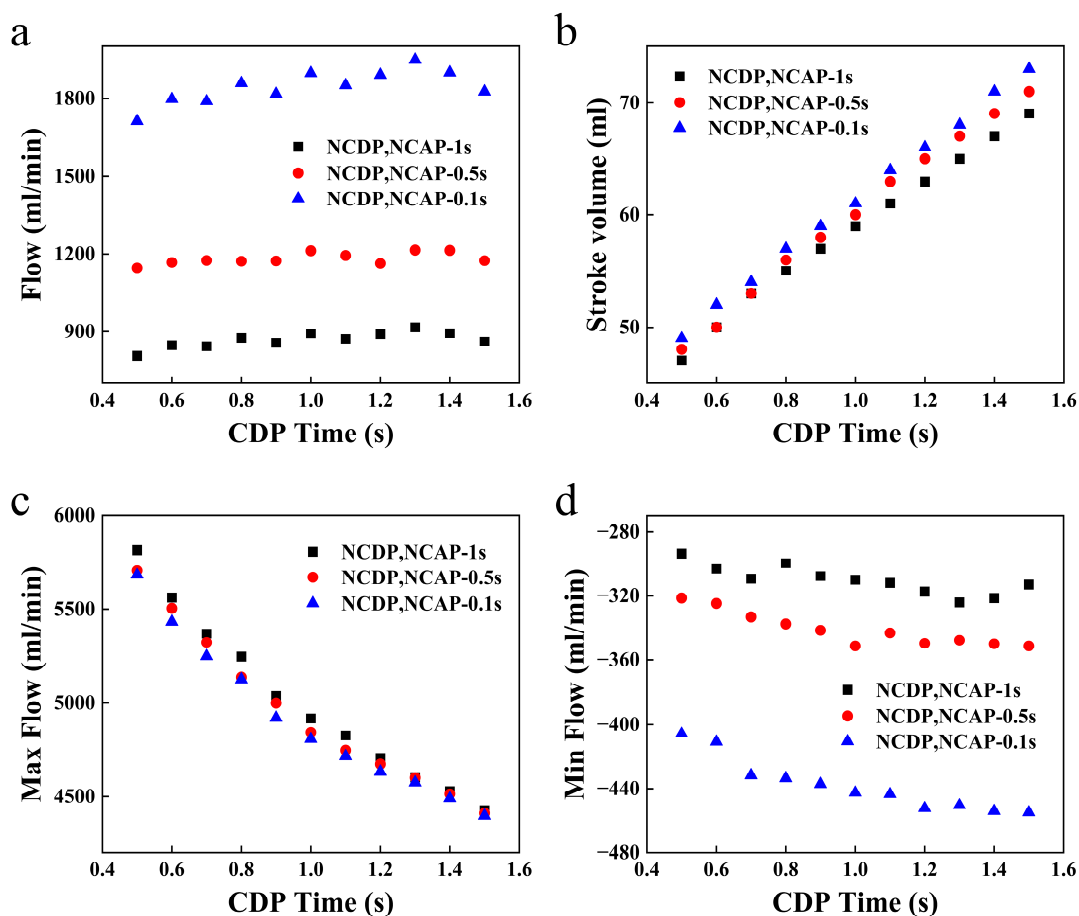 a
1800
1500
1200
900
0.4 0.6 0.8 1.0 1.2 1.4 1.6
Flow (ml/min)
CDP Time (s)
NCDP,NCAP-1s
NCDP,NCAP-0.5s
NCDP,NCAP-0.1s
b
70
60
50
0.4 0.6 0.8 1.0 1.2 1.4 1.6
Stroke volume (ml)
CDP Time (s)
NCDP,NCAP-1s
NCDP,NCAP-0.5s
NCDP,NCAP-0.1s
c
6000
5500
5000
4500
0.4 0.6 0.8 1.0 1.2 1.4 1.6
Max Flow (ml/min)
CDP Time (s)
NCDP,NCAP-1s
NCDP,NCAP-0.5s
NCDP,NCAP-0.1s
d
−280
−320
−360
−400
−440
−480
0.4 0.6 0.8 1.0 1.2 1.4 1.6
Min Flow (ml/min)
CDP Time (s)
NCDP,NCAP-1s
NCDP,NCAP-0.5s
NCDP,NCAP-0.1s